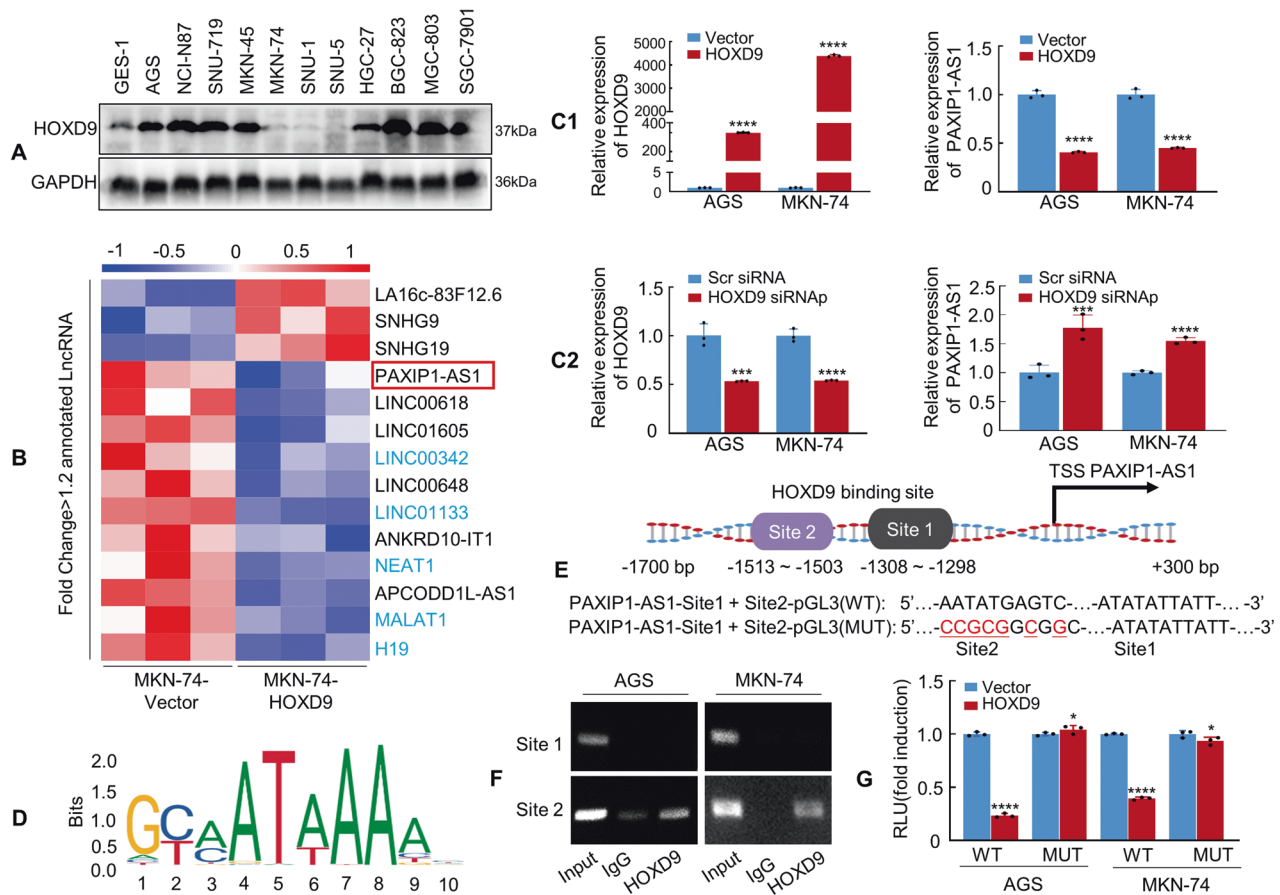 A
GES-1
AGS
NCI-N87
SNU-719
MKN-45
MKN-74
SNU-1
SNU-5
HGC-27
BGC-823
MGC-803
SGC-7901
HOXD9
37kDa
GAPDH
36kDa
B
-1 -0.5 0 0.5 1
Fold Change>1.2 annotated LncRNA
LA16c-83F12.6
SNHG9
SNHG19
PAXIP1-AS1
LINC00618
LINC01605
LINC00342
LINC00648
LINC01133
ANKRD10-IT1
NEAT1
APCODD1L-AS1
MALAT1
H19
MKN-74-
Vector
MKN-74-
HOXD9
C1
Relative expression
of HOXD9
Vector
HOXD9
5000
4000
3000
2000
400
200
5
0
****
****
AGS MKN-74
Relative expression
of PAXIP1-AS1
Vector
HOXD9
1.5
1.0
0.5
0
****
****
AGS MKN-74
C2
Relative expression
of HOXD9
Scr siRNA
HOXD9 siRNAp
1.5
1.0
0.5
0
***
****
AGS MKN-74
Relative expression
of PAXIP1-AS1
Scr siRNA
HOXD9 siRNAp
2.5
2.0
1.5
1.0
0.5
0
***
****
AGS MKN-74
D
Bits
2.0
1.5
1.0
0.5
0.0
1 2 3 4 5 6 7 8 9 10
E
TSS PAXIP1-AS1
HOXD9 binding site
Site 2
Site 1
-1700 bp -1513 ~ -1503 -1308 ~ -1298 +300 bp
PAXIP1-AS1-Site1 + Site2-pGL3(WT): 5’...-AATATGAGTC-...-ATATATTATT-... -3’
PAXIP1-AS1-Site1 + Site2-pGL3(MUT): 5’...-CCGCGGCGGC-...-ATATATTATT-...-3’
Site2 Site1
F
AGS MKN-74
Site 1
Site 2
Input IgG HOXD9 Input IgG HOXD9
G
RLU(fold induction)
Vector
HOXD9
1.5
1.0
0.5
0
****
*
****
*
WT MUT WT MUT
AGS MKN-74